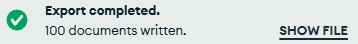 Export completed.
100 documents written.
SHOW FILE